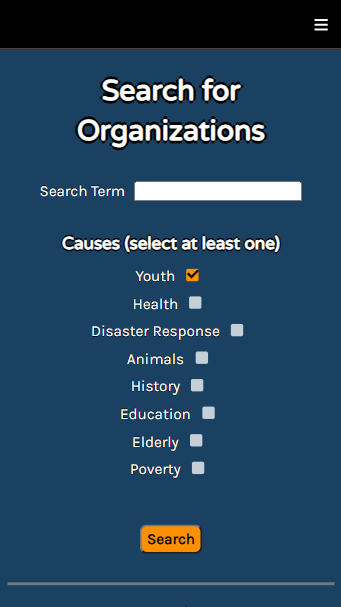 Search for
Organizations
Search Term
Causes (select at least one)
Youth
Health
Disaster Response
Animals
History
Education
Elderly
Poverty
Search